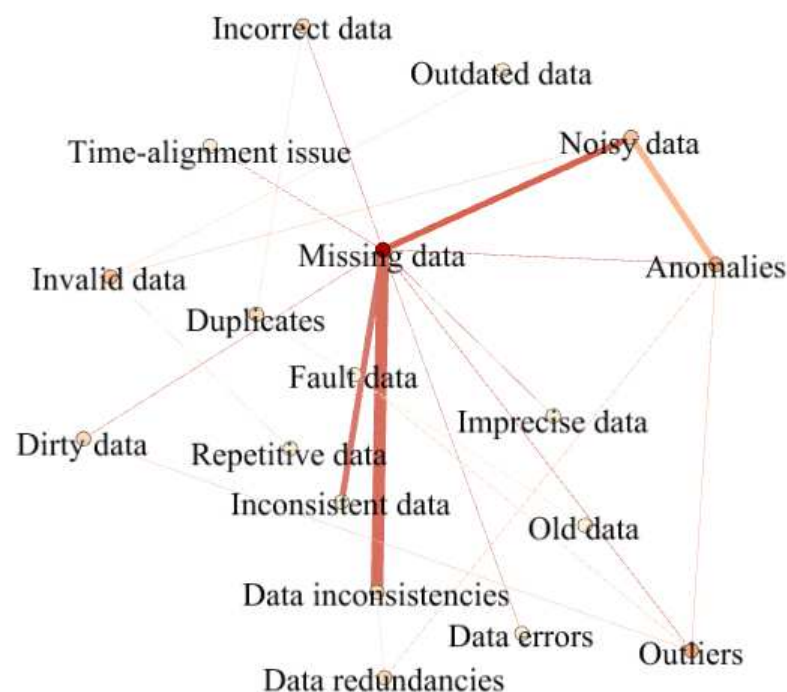 Incorrect data
Outdated data
Noisy data
Time-alignment issue
Missing data
Anomalies
Invalid data
Duplicates
Fault data
Imprecise data
Dirty data
Repetitive data
Inconsistent data
Old data
Data inconsistencies
Data errors
Outliers
Data redundancies